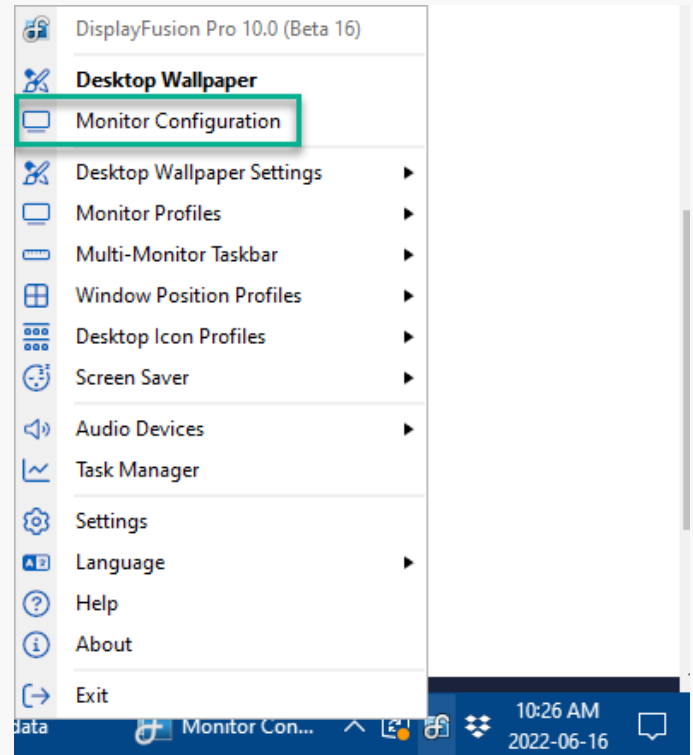 DisplayFusion Pro 10.0 (Beta 16)
Desktop Wallpaper
Monitor Configuration
Desktop Wallpaper Settings
Monitor Profiles
Multi-Monitor Taskbar
Window Position Profiles
Desktop Icon Profiles
Screen Saver
Audio Devices
Task Manager
Settings
Language
Help
About
Exit
data
Monitor Con...
10:26 AM
2022-06-16